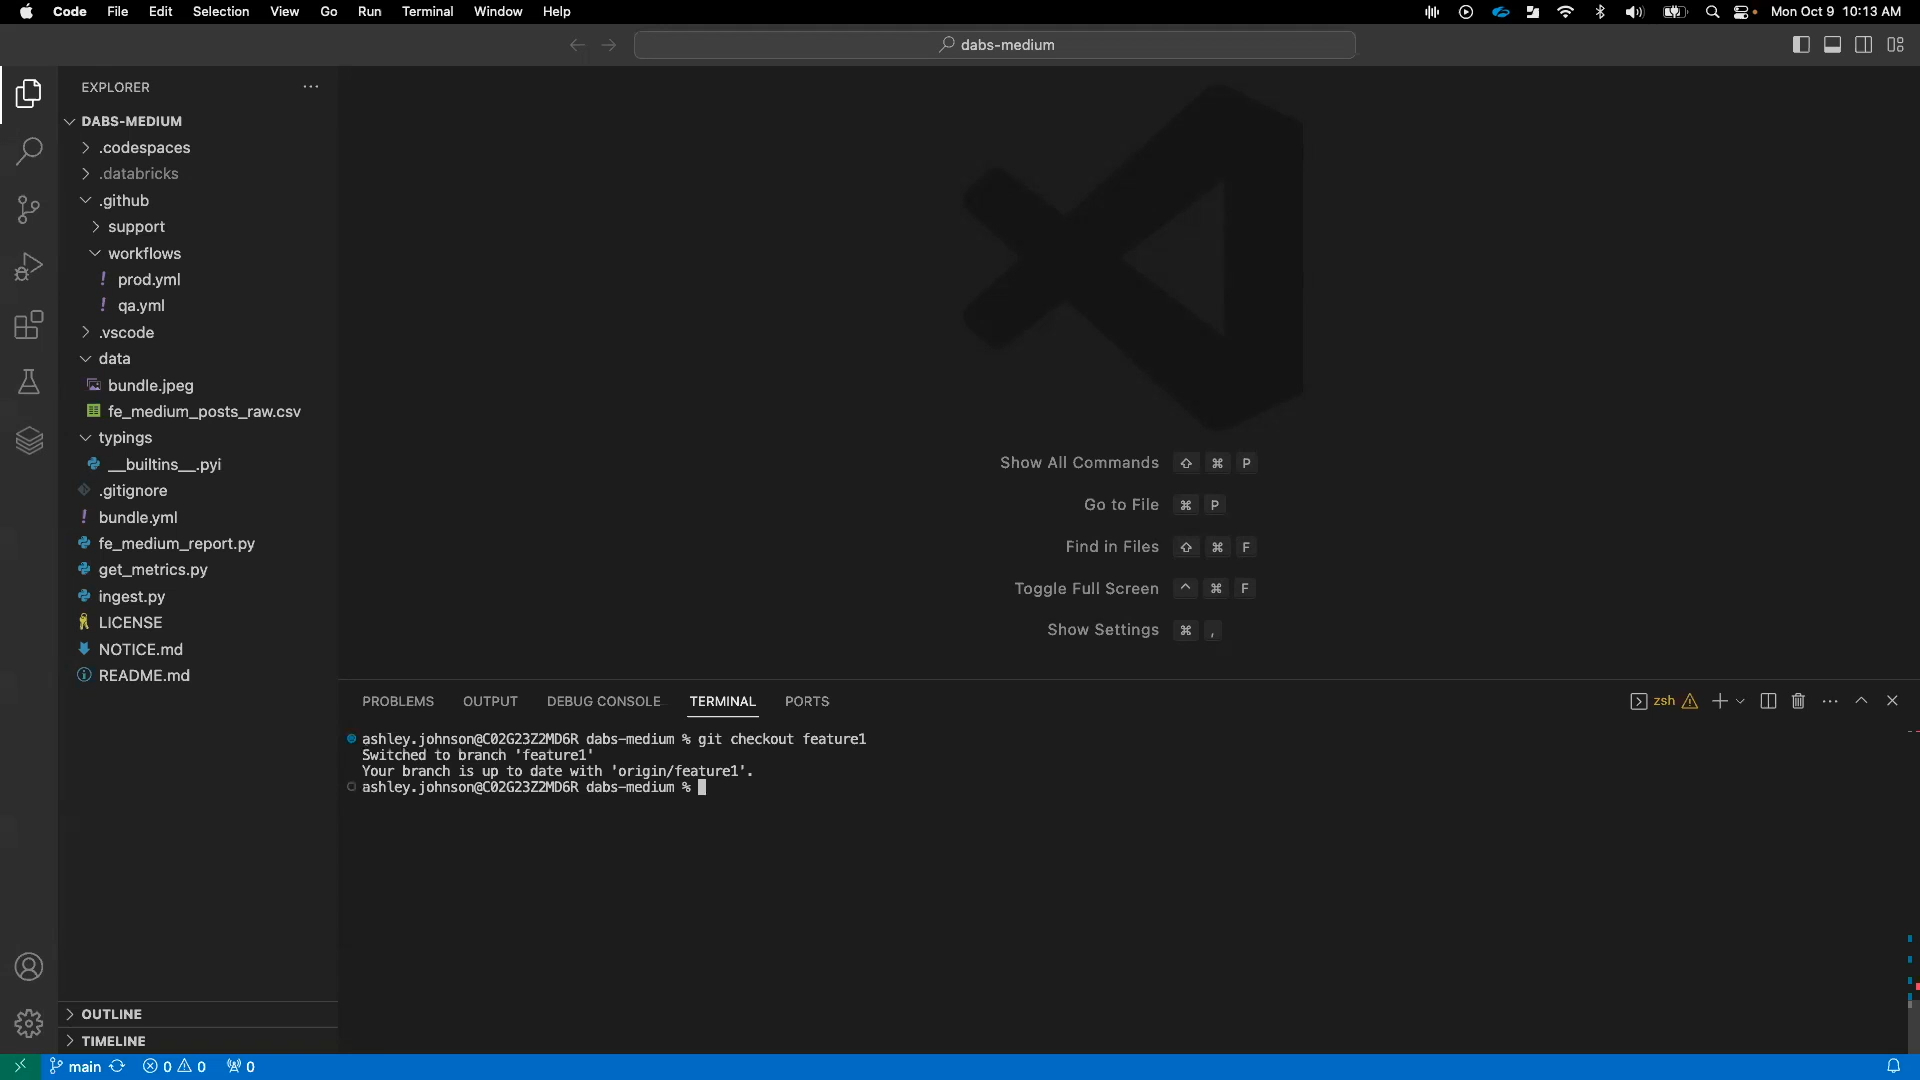 Code File Edit Selection View Go Run Terminal Window Help Mon Oct 9 10:13 AM
dabs-medium
EXPLORER
DABS-MEDIUM
.codespaces
.databricks
.github
support
workflows
! prod.yml
! qa.yml
.vscode
data
bundle.jpeg
fe_medium_posts_raw.csv
typings
__builtins__.pyi
.gitignore
! bundle.yml
fe_medium_report.py
get_metrics.py
ingest.py
LICENSE
NOTICE.md
README.md
OUTLINE
TIMELINE
Show All Commands ⇧ ⌘ P
Go to File ⌘ P
Find in Files ⇧ ⌘ F
Toggle Full Screen ^ ⌘ F
Show Settings ⌘ ,
PROBLEMS OUTPUT DEBUG CONSOLE TERMINAL PORTS zsh
ashley.johnson@C02G23Z2MD6R dabs-medium % git checkout feature1
Switched to branch 'feature1'
Your branch is up to date with 'origin/feature1'.
ashley.johnson@C02G23Z2MD6R dabs-medium %
main 0 0 0